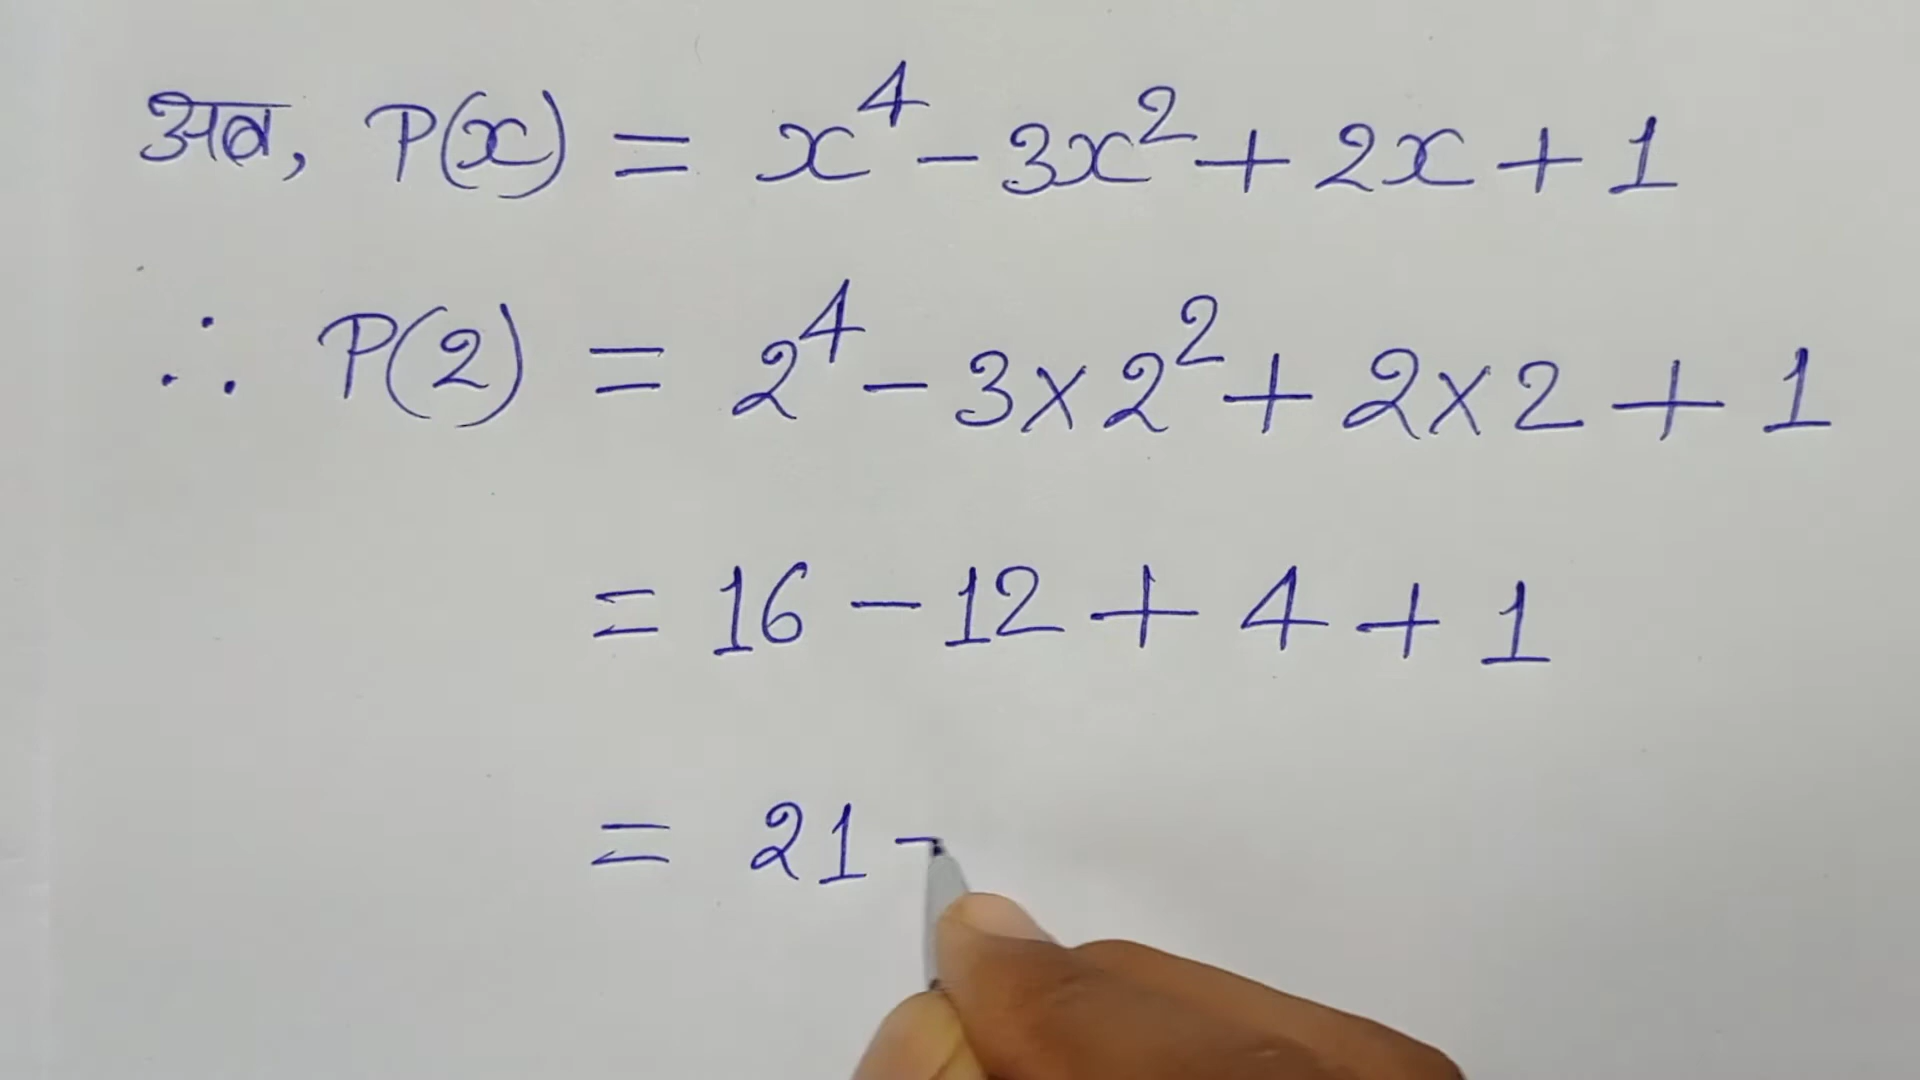 अब, P(x) = x⁴ - 3x² + 2x + 1
∴ P(2) = 2⁴ - 3×2² + 2×2 + 1
= 16 - 12 + 4 + 1
= 21 -